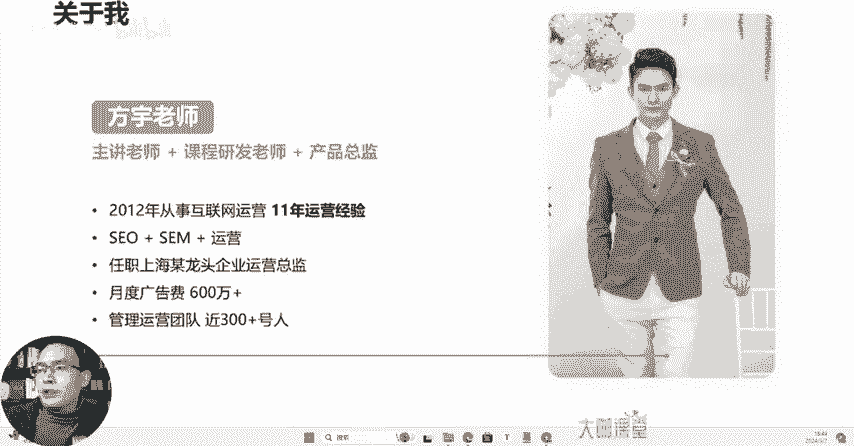 关于我
方宇老师
主讲老师 + 课程研发老师 + 产品总监
• 2012年从事互联网运营 11年运营经验
• SEO + SEM + 运营
• 任职上海某龙头企业运营总监
• 月度广告费 600万+
• 管理运营团队 近300+号人
大咖课堂
搜索